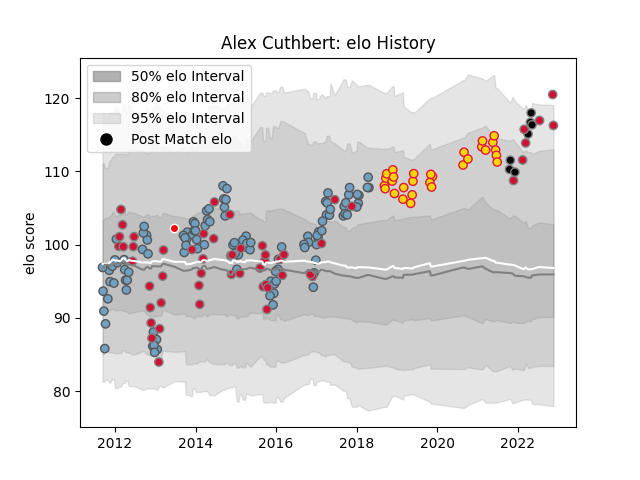 Alex Cuthbert: elo History
50% elo Interval
80% elo Interval
95% elo Interval
Post Match elo
elo score
120
110
100
90
80
2012 2014 2016 2018 2020 2022